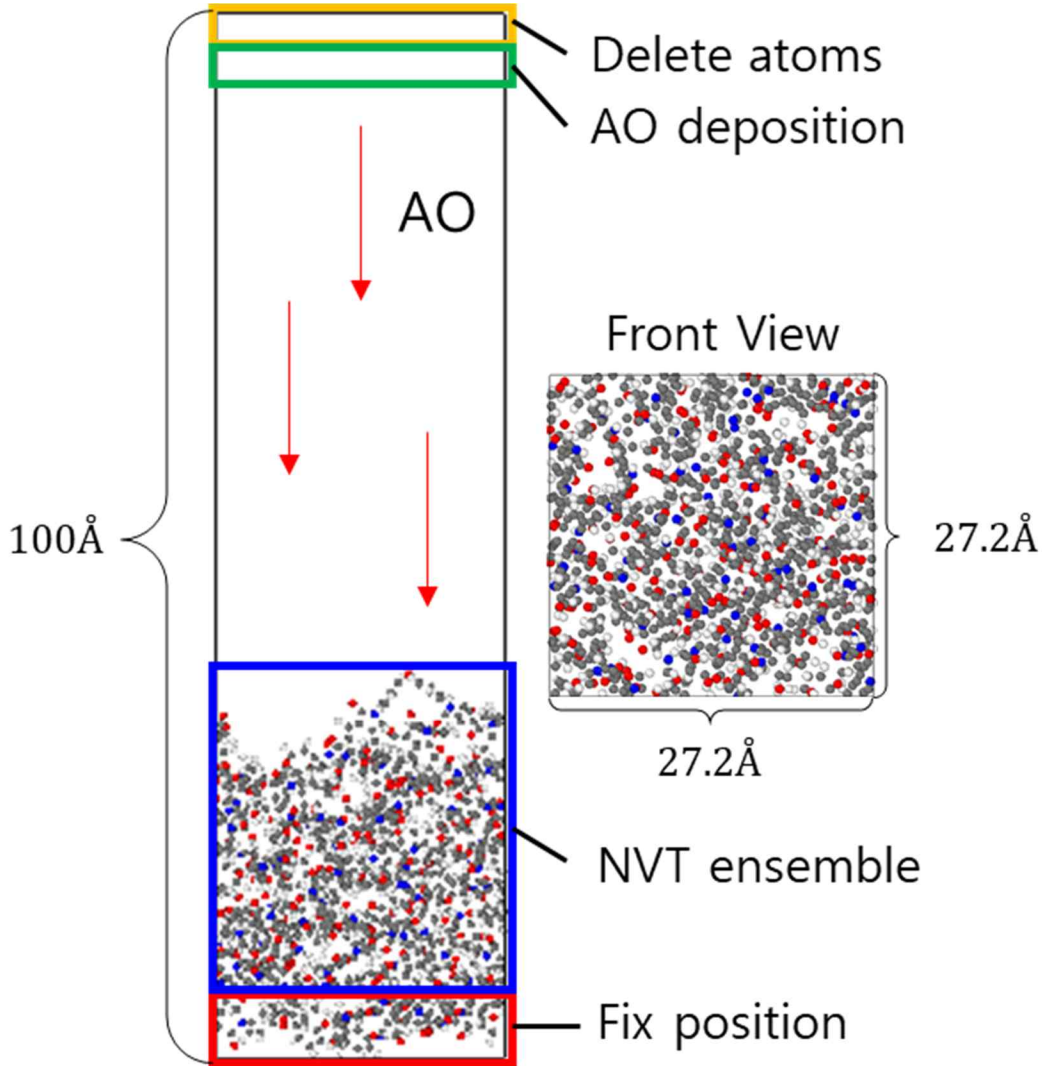 Delete atoms
AO deposition
AO
Front View
100Å
27.2Å
27.2Å
NVT ensemble
Fix position